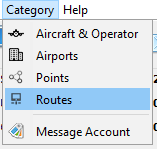 Category Help
Aircraft & Operator
Airports
Points
Routes
Message Account